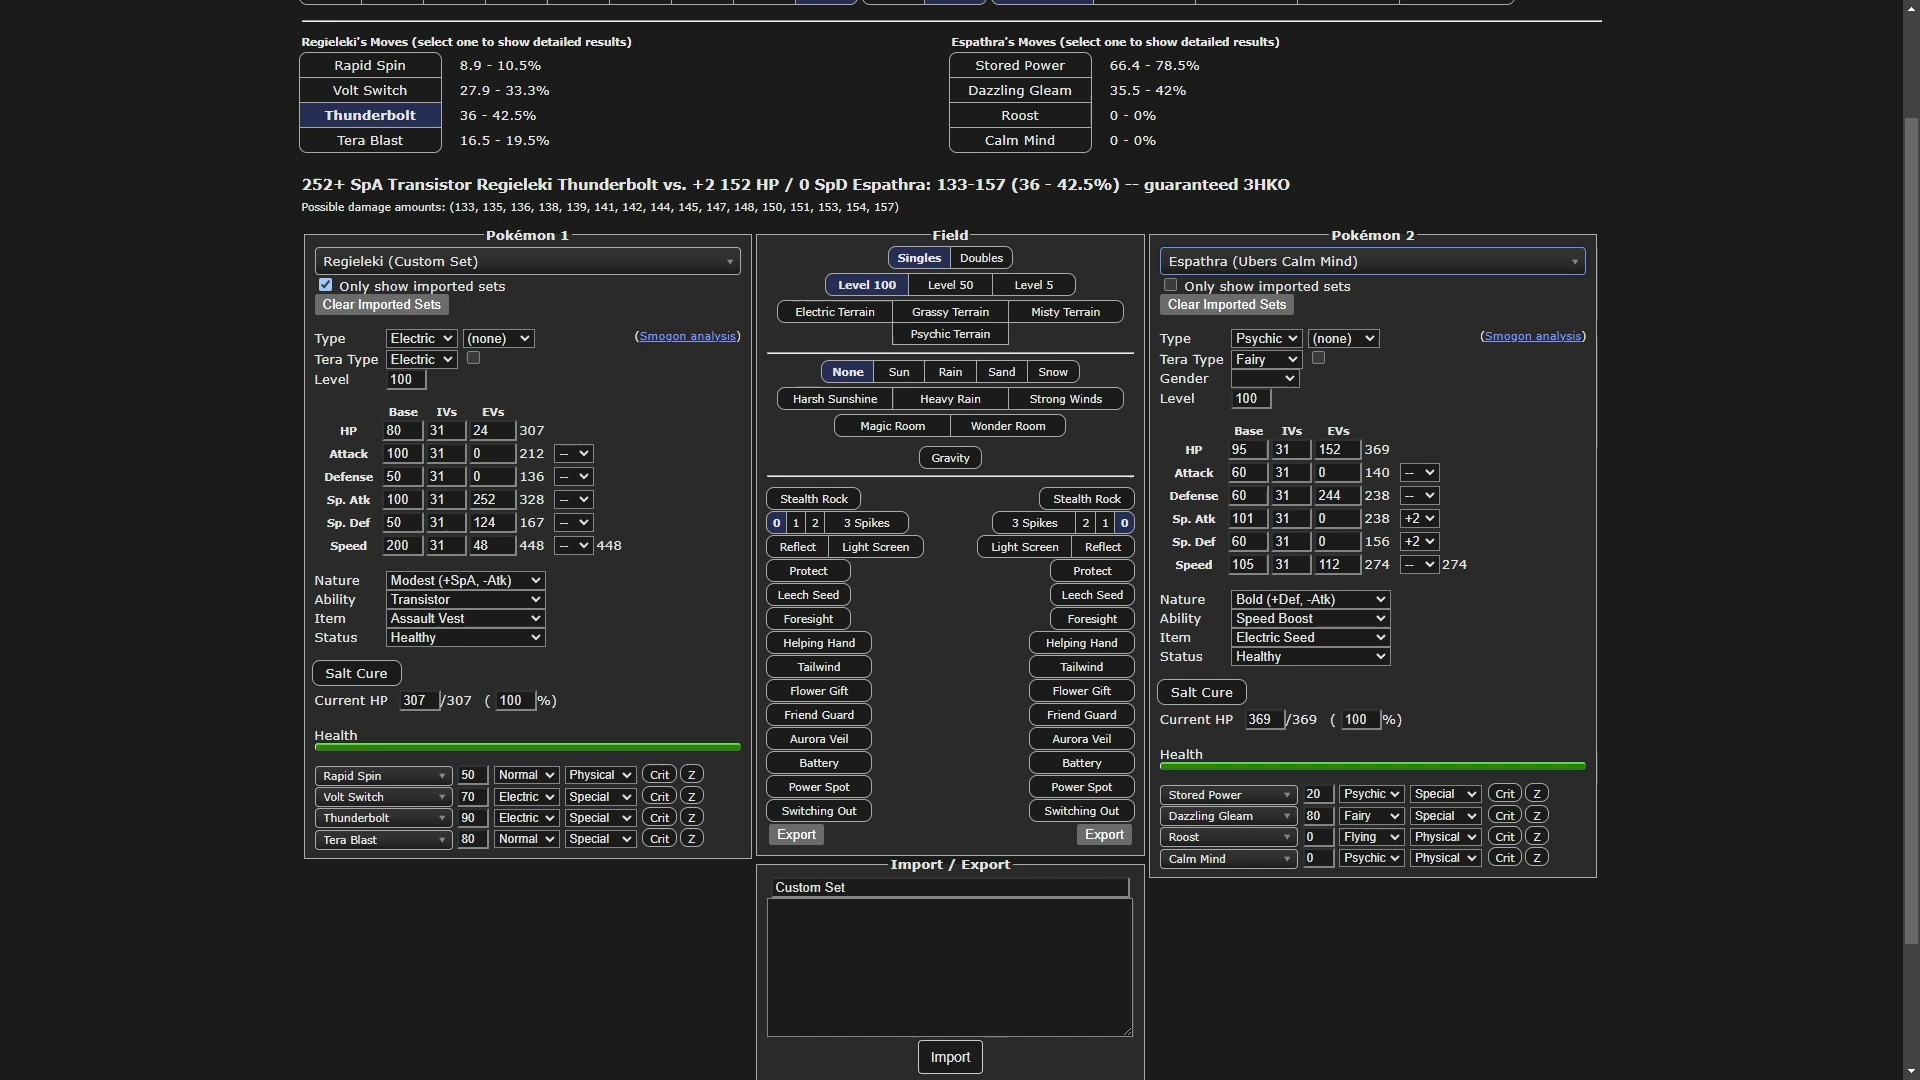 Regieleki's Moves (select one to show detailed results)
Rapid Spin 8.9 - 10.5%
Volt Switch 27.9 - 33.3%
Thunderbolt 36 - 42.5%
Tera Blast 16.5 - 19.5%
Espathra's Moves (select one to show detailed results)
Stored Power 66.4 - 78.5%
Dazzling Gleam 35.5 - 42%
Roost 0 - 0%
Calm Mind 0 - 0%
252+ SpA Transistor Regieleki Thunderbolt vs. +2 152 HP / 0 SpD Espathra: 133-157 (36 - 42.5%) -- guaranteed 3HKO
Possible damage amounts: (133, 135, 136, 138, 139, 141, 142, 144, 145, 147, 148, 150, 151, 153, 154, 157)
Pokémon 1
Regieleki (Custom Set)
Only show imported sets
Clear Imported Sets
Type Electric (none) (Smogon analysis)
Tera Type Electric
Level 100
Base IVs EVs
HP 80 31 24 307
Attack 100 31 0 212 --
Defense 50 31 0 136 --
Sp. Atk 100 31 252 328 --
Sp. Def 50 31 124 167 --
Speed 200 31 48 448 -- 448
Nature Modest (+SpA, -Atk)
Ability Transistor
Item Assault Vest
Status Healthy
Salt Cure
Current HP 307 /307 ( 100 %)
Health
Rapid Spin 50 Normal Physical Crit Z
Volt Switch 70 Electric Special Crit Z
Thunderbolt 90 Electric Special Crit Z
Tera Blast 80 Normal Special Crit Z
Field
Singles Doubles
Level 100 Level 50 Level 5
Electric Terrain Grassy Terrain Misty Terrain
Psychic Terrain
None Sun Rain Sand Snow
Harsh Sunshine Heavy Rain Strong Winds
Magic Room Wonder Room
Gravity
Stealth Rock Stealth Rock
0 1 2 3 Spikes 3 Spikes 2 1 0
Reflect Light Screen Light Screen Reflect
Protect Protect
Leech Seed Leech Seed
Foresight Foresight
Helping Hand Helping Hand
Tailwind Tailwind
Flower Gift Flower Gift
Friend Guard Friend Guard
Aurora Veil Aurora Veil
Battery Battery
Power Spot Power Spot
Switching Out Switching Out
Export Export
Import / Export
Custom Set
Import
Pokémon 2
Espathra (Ubers Calm Mind)
Only show imported sets
Clear Imported Sets
Type Psychic (none) (Smogon analysis)
Tera Type Fairy
Gender
Level 100
Base IVs EVs
HP 95 31 152 369
Attack 60 31 0 140 --
Defense 60 31 244 238 --
Sp. Atk 101 31 0 238 +2
Sp. Def 60 31 0 156 +2
Speed 105 31 112 274 -- 274
Nature Bold (+Def, -Atk)
Ability Speed Boost
Item Electric Seed
Status Healthy
Salt Cure
Current HP 369 /369 ( 100 %)
Health
Stored Power 20 Psychic Special Crit Z
Dazzling Gleam 80 Fairy Special Crit Z
Roost 0 Flying Physical Crit Z
Calm Mind 0 Psychic Physical Crit Z